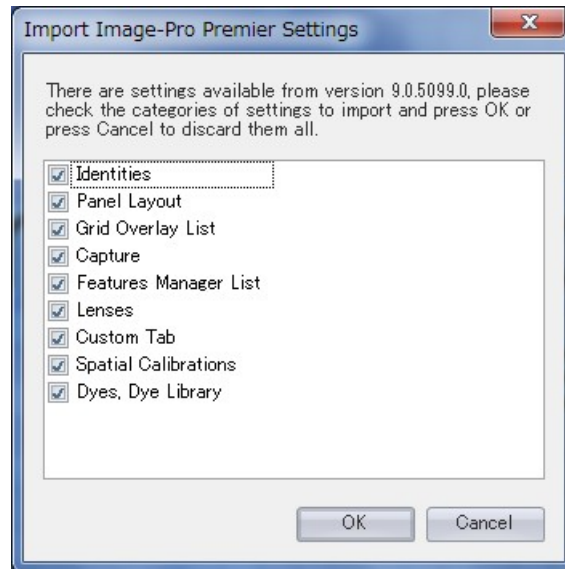 Import Image-Pro Premier Settings
There are settings available from version 9.0.5099.0, please
check the categories of settings to import and press OK or
press Cancel to discard them all.
Identities
Panel Layout
Grid Overlay List
Capture
Features Manager List
Lenses
Custom Tab
Spatial Calibrations
Dyes, Dye Library
OK
Cancel